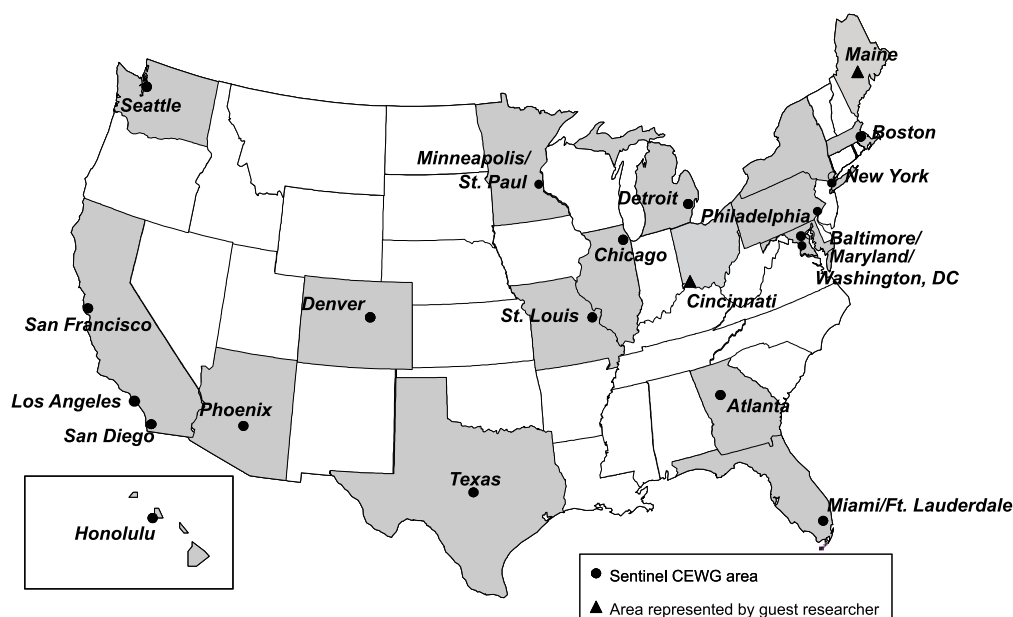 Maine
Seattle
Boston
Minneapolis/
St. Paul
New York
Detroit
Philadelphia
Baltimore/
Maryland/
Washington, DC
Chicago
Cincinnati
Denver
St. Louis
San Francisco
Los Angeles
San Diego
Phoenix
Atlanta
Texas
Miami/Ft. Lauderdale
Honolulu
Sentinel CEWG area
Area represented by guest researcher